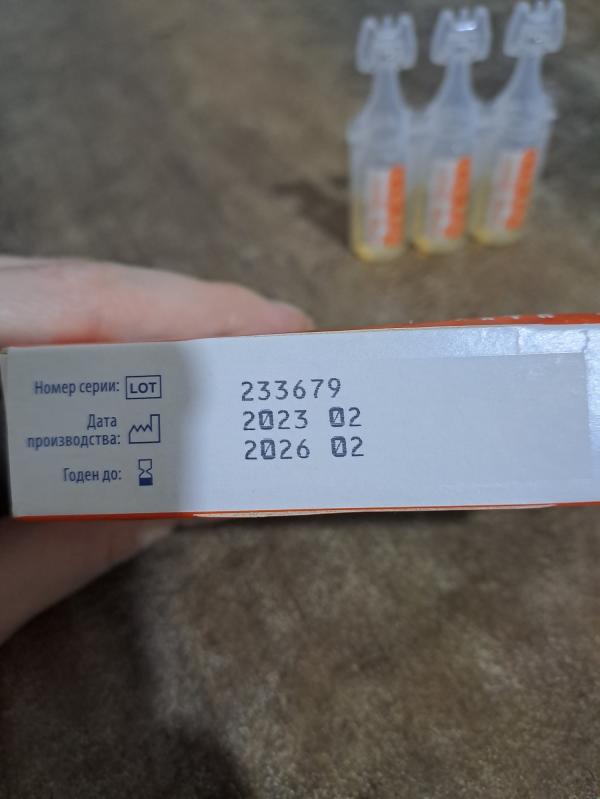 Номер серии: LOT 233679
Дата
производства: 2023 02
Годен до: 2026 02